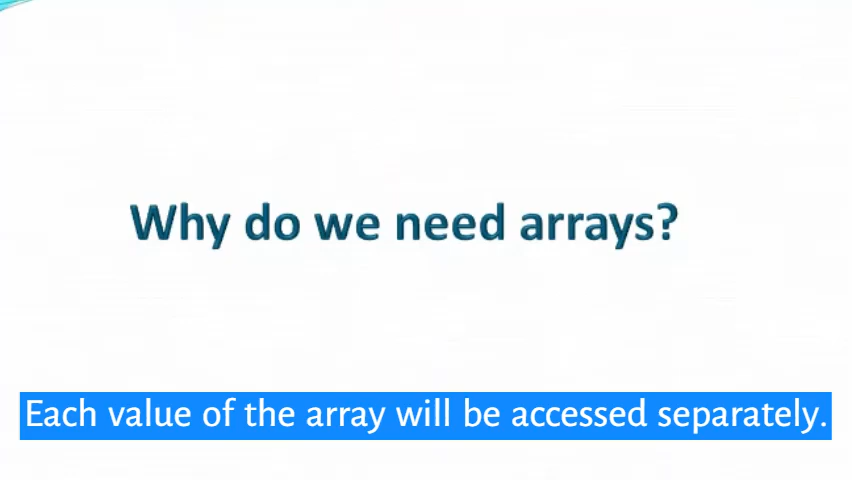 Why do we need arrays?
Each value of the array will be accessed separately.